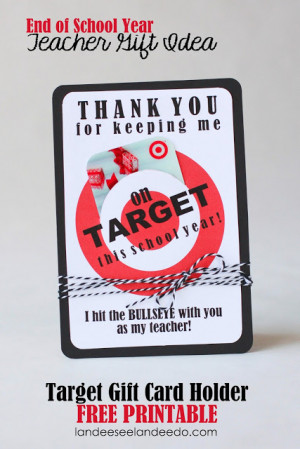 End of School Year
Teacher Gift Idea
THANK YOU
for keeping me
on
TARGET
this school year!
I hit the BULLSEYE with you
as my teacher!
Target Gift Card Holder
FREE PRINTABLE
landeeseelandeedo.com